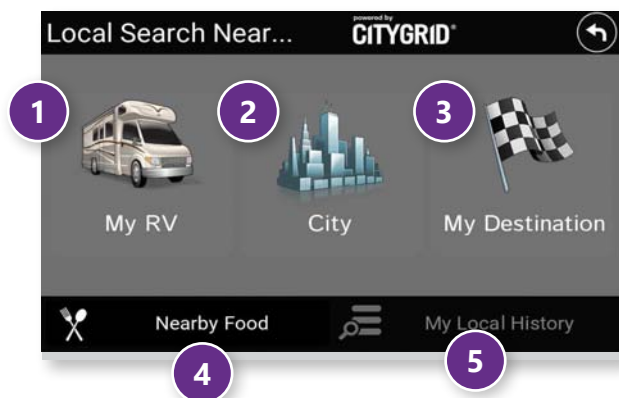 Local Search Near...
powered by
CITYGRID®
1
2
3
My RV
City
My Destination
Nearby Food
My Local History
4
5